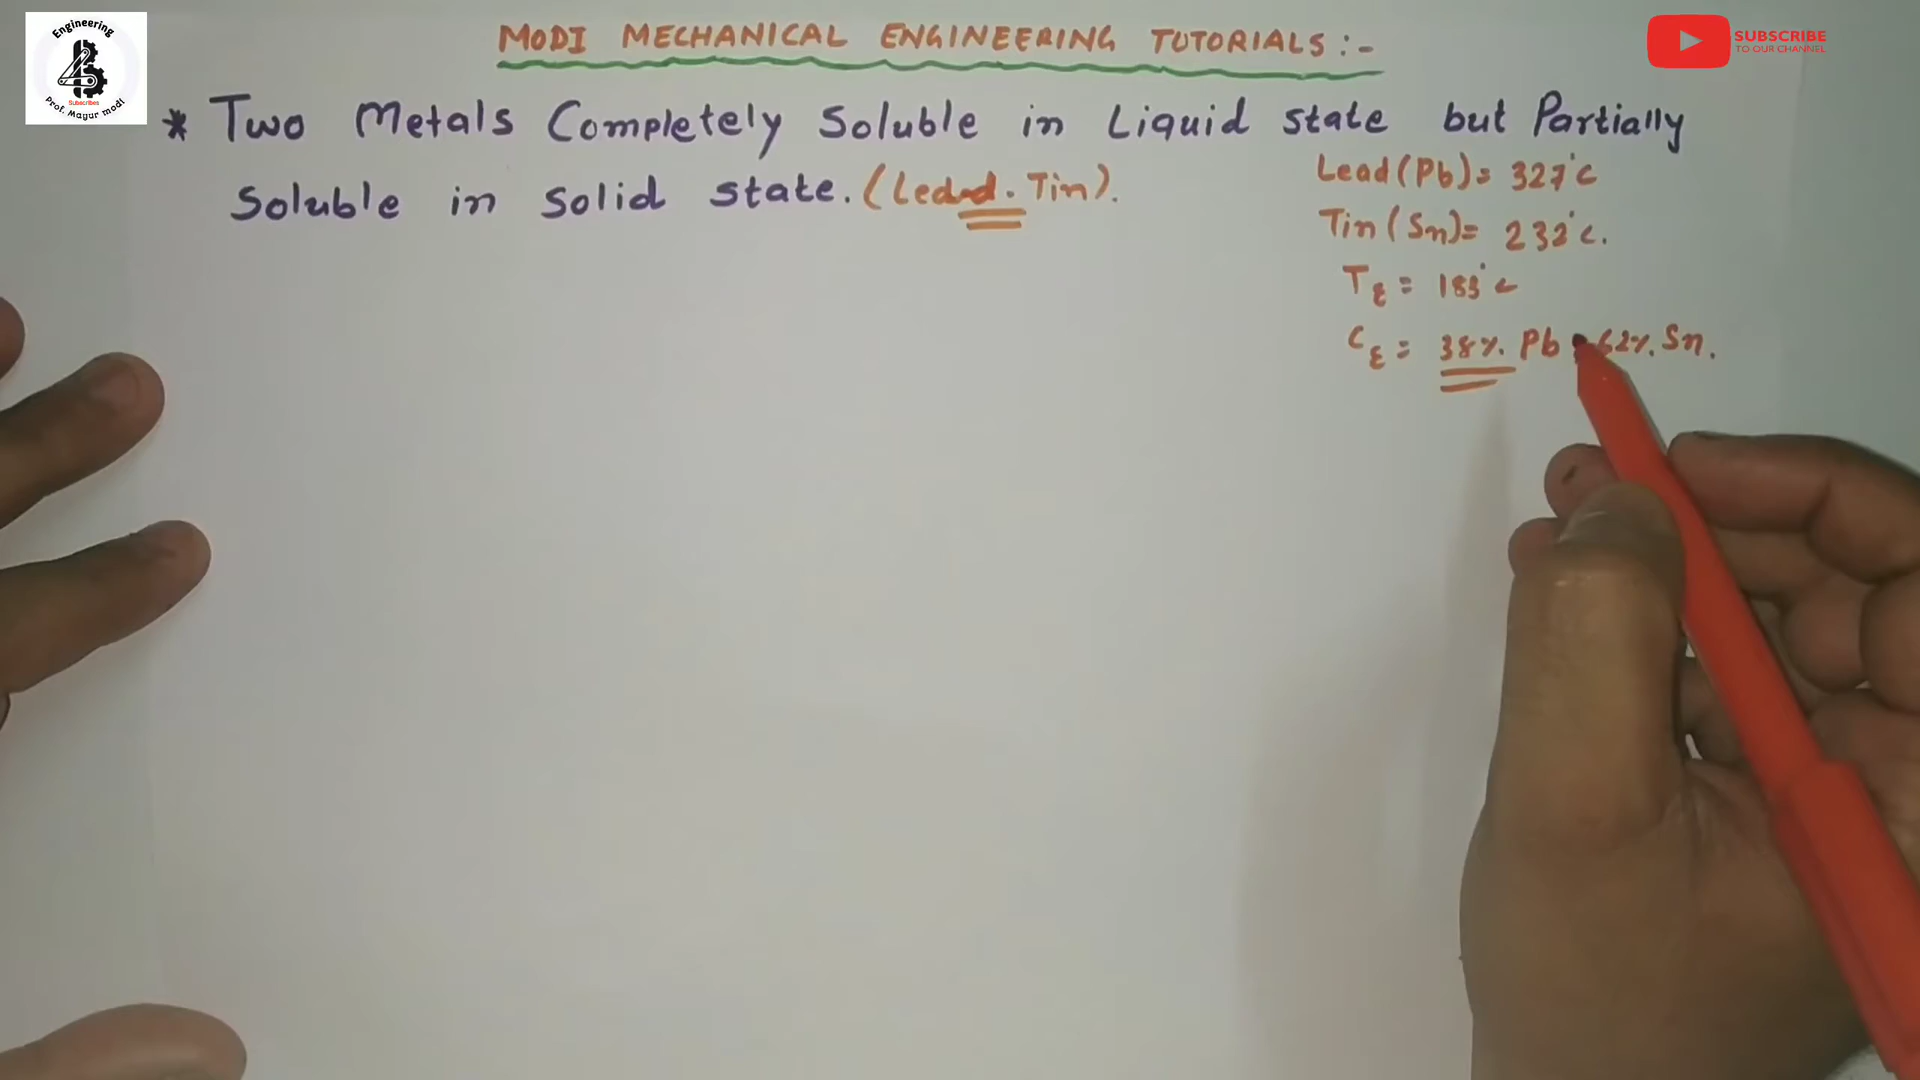 Engineering
Subscribes
Prof. Mayur modi
MODI MECHANICAL ENGINEERING TUTORIALS :-
SUBSCRIBE
TO OUR CHANNEL
* Two Metals Completely Soluble in Liquid state but Partially
Soluble in Solid state. (Lead . Tin).
Lead (Pb) = 327°C
Tin (Sn) = 232°C.
TE = 183°C
CE = 38%. Pb 62%. Sn.